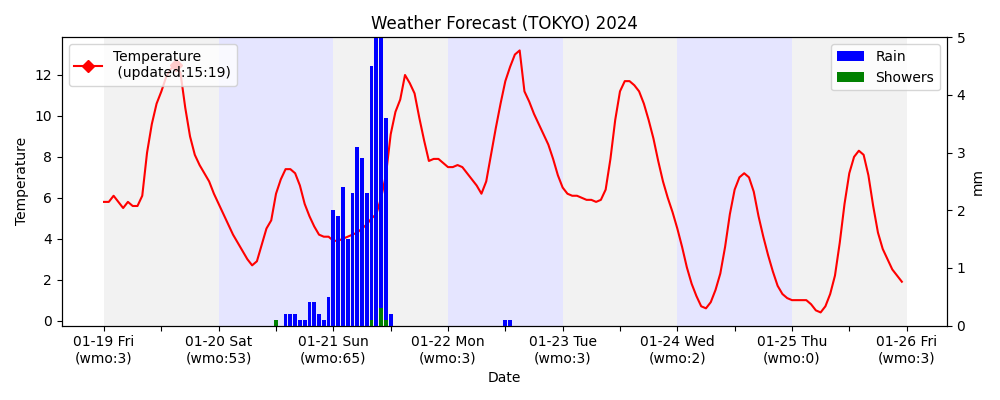 Weather Forecast (TOKYO) 2024
Temperature
(updated:15:19)
Rain
Showers
Temperature
12
10
8
6
4
2
0
5
4
3
2
1
0
mm
01-19 Fri
(wmo:3)
01-20 Sat
(wmo:53)
01-21 Sun
(wmo:65)
01-22 Mon
(wmo:3)
01-23 Tue
(wmo:3)
01-24 Wed
(wmo:2)
01-25 Thu
(wmo:0)
01-26 Fri
(wmo:3)
Date